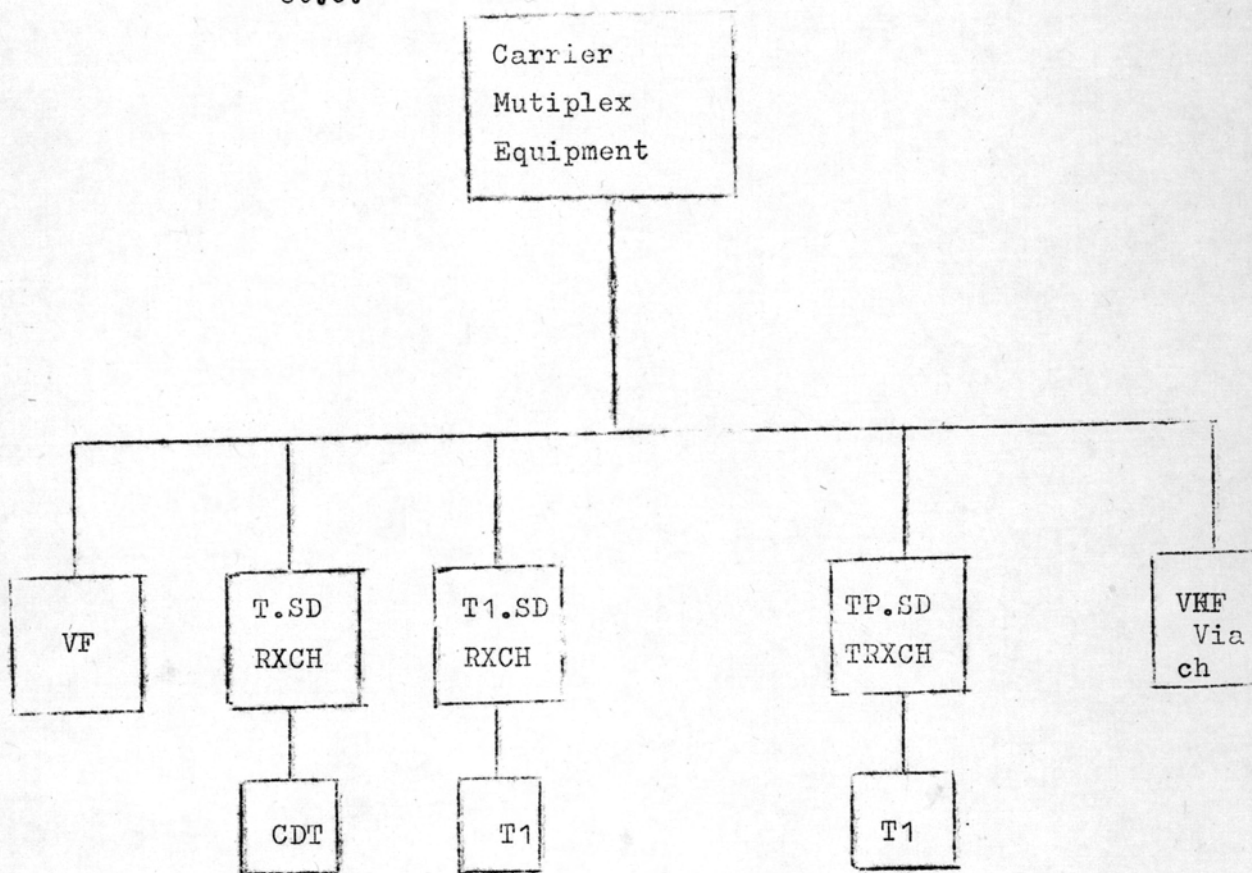 Carrier
Mutiplex
Equipment
VF
T.SD
RXCH
T1.SD
RXCH
TP.SD
TRXCH
VHF
Via
ch
CDT
T1
T1